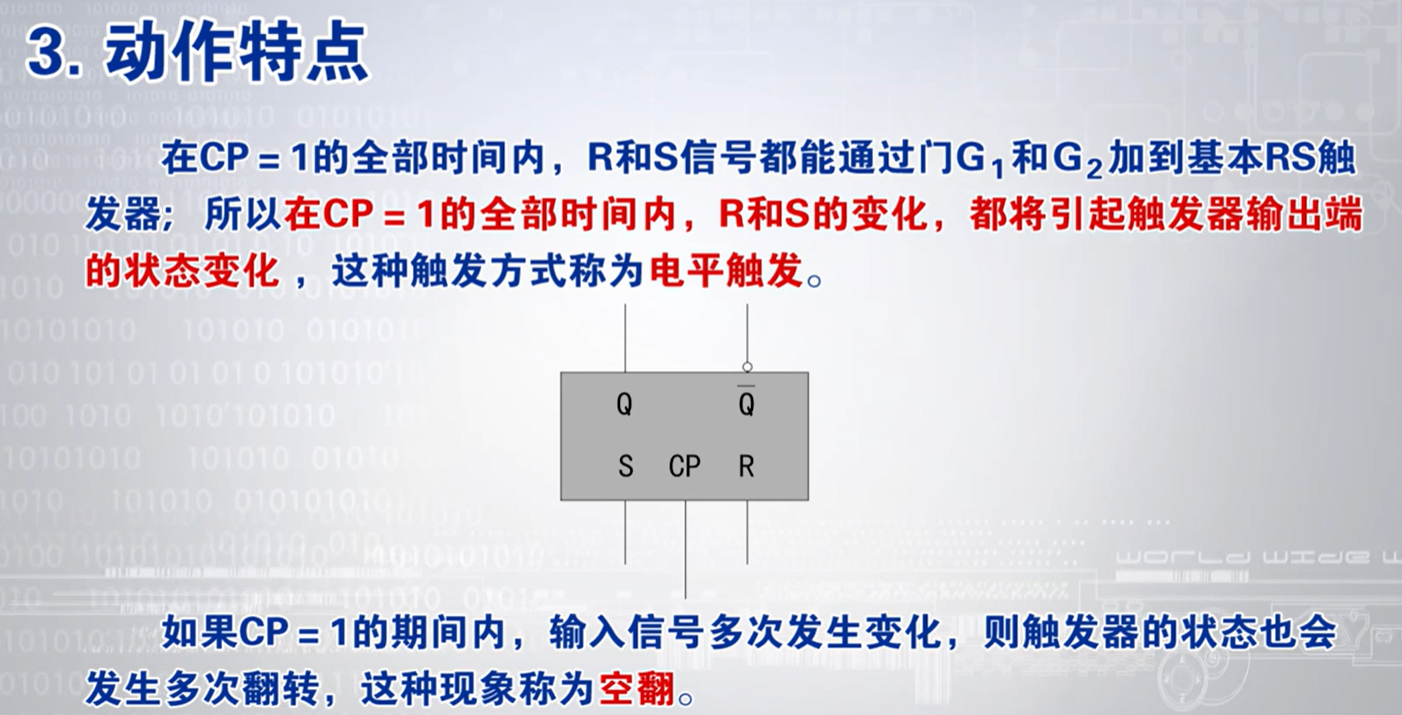 3. 动作特点
在CP = 1的全部时间内，R和S信号都能通过门G₁和G₂加到基本RS触
发器；所以在CP = 1的全部时间内，R和S的变化，都将引起触发器输出端
的状态变化，这种触发方式称为电平触发。
Q Q̅
S CP R
WORLD WIDE W
如果CP = 1的期间内，输入信号多次发生变化，则触发器的状态也会
发生多次翻转，这种现象称为空翻。